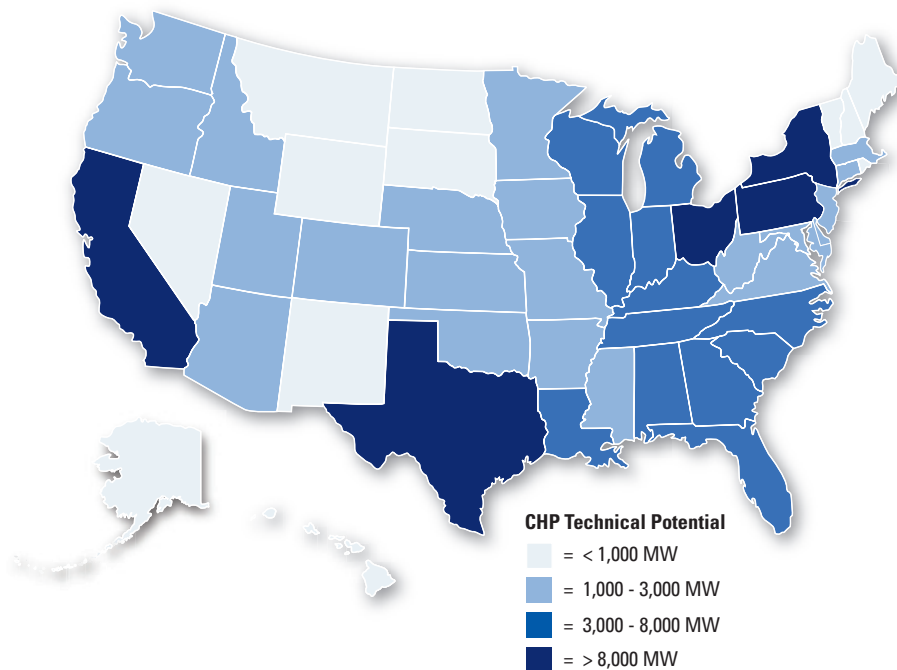 CHP Technical Potential
= < 1,000 MW
= 1,000 - 3,000 MW
= 3,000 - 8,000 MW
= > 8,000 MW